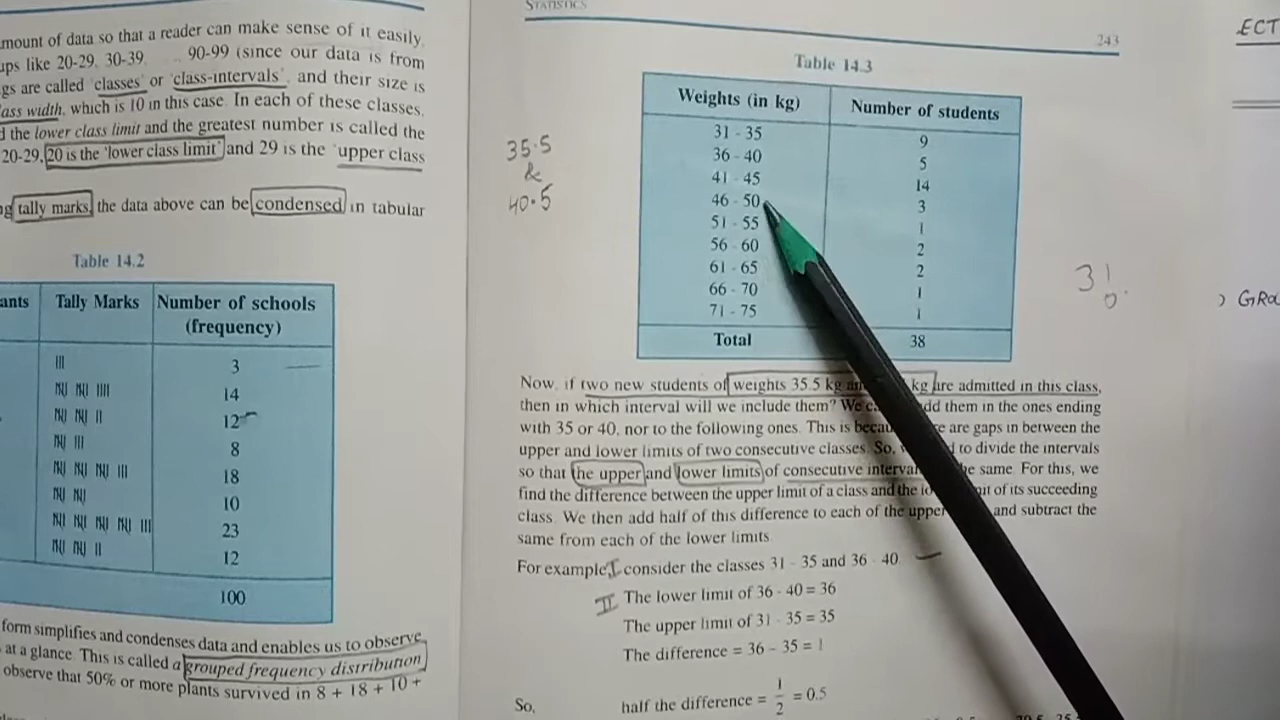 mount of data so that a reader can make sense of it easily.
ups like 20-29, 30-39, . . ., 90-99 (since our data is from
gs are called 'classes' or 'class-intervals', and their size is
ass width, which is 10 in this case. In each of these classes,
d the lower class limit and the greatest number is called the
20-29, 20 is the 'lower class limit' and 29 is the 'upper class
ng tally marks, the data above can be condensed in tabular
Table 14.2
ants Tally Marks Number of schools
(frequency)
3
14
12
8
18
10
23
12
100
form simplifies and condenses data and enables us to observe
at a glance. This is called a grouped frequency distribution
observe that 50% or more plants survived in 8 + 18 + 10 +
STATISTICS
243
Table 14.3
Weights (in kg) Number of students
31 - 35 9
36 - 40 5
41 - 45 14
46 - 50 3
51 - 55 1
56 - 60 2
61 - 65 2
66 - 70 1
71 - 75 1
Total 38
35.5
&
40.5
Now, if two new students of weights 35.5 kg kg are admitted in this class,
then in which interval will we include them? We add them in the ones ending
with 35 or 40, nor to the following ones. This is are gaps in between the
upper and lower limits of two consecutive classes. So, to divide the intervals
so that the upper and lower limits of consecutive same. For this, we
find the difference between the upper limit of a class and the of its succeeding
class. We then add half of this difference to each of the upper and subtract the
same from each of the lower limits.
For example, I consider the classes 31 - 35 and 36 - 40.
II The lower limit of 36 - 40 = 36
The upper limit of 31 - 35 = 35
The difference = 36 – 35 = 1
So, half the difference = 1/2 = 0.5
ECT